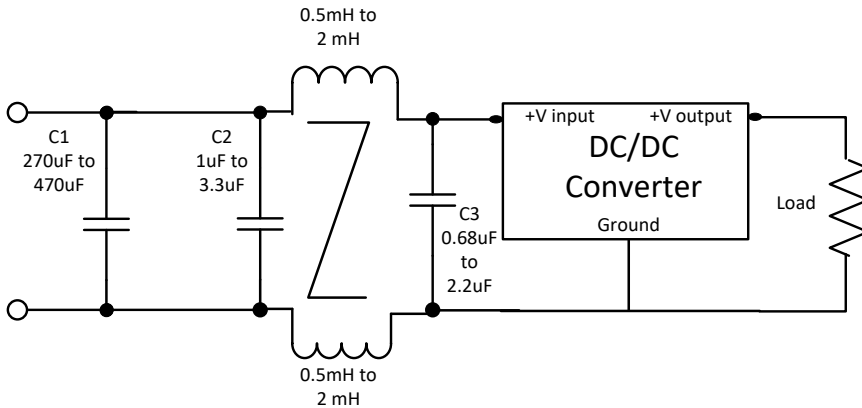 0.5mH to
2 mH
C1
270uF to
470uF
C2
1uF to
3.3uF
C3
0.68uF
to
2.2uF
+V input
+V output
DC/DC
Converter
Ground
Load
0.5mH to
2 mH